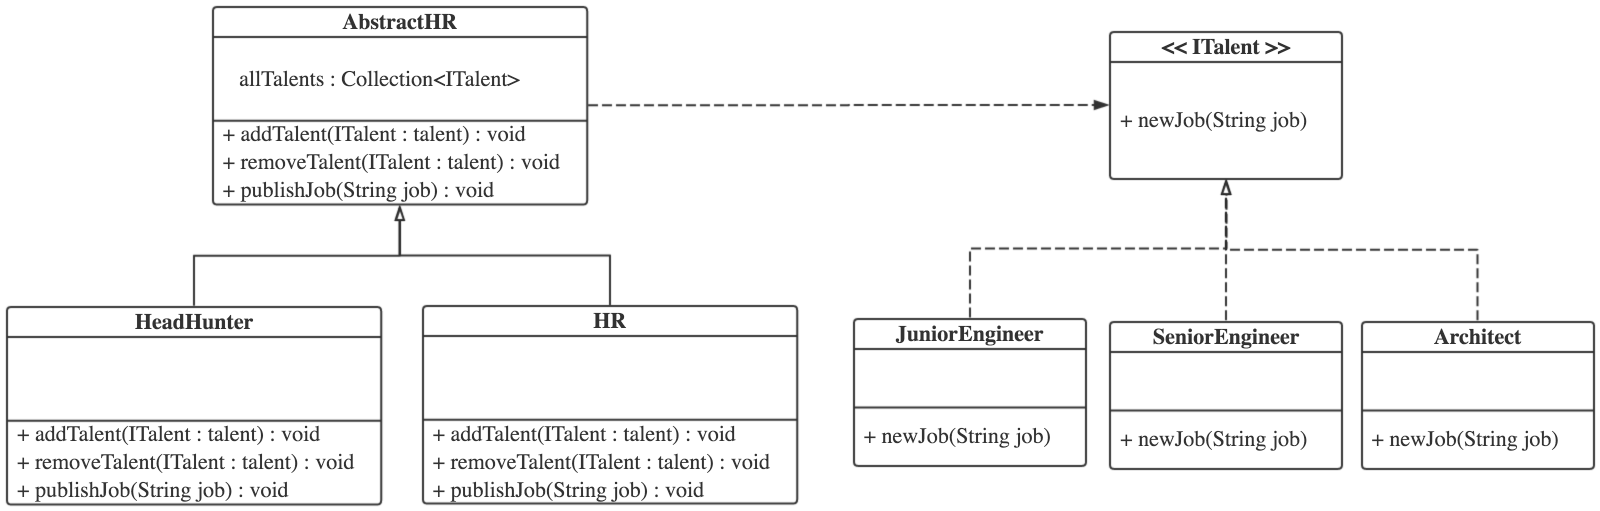 AbstractHR
allTalents : Collection<ITalent>
+ addTalent(ITalent : talent) : void
+ removeTalent(ITalent : talent) : void
+ publishJob(String job) : void
<< ITalent >>
+ newJob(String job)
HeadHunter
+ addTalent(ITalent : talent) : void
+ removeTalent(ITalent : talent) : void
+ publishJob(String job) : void
HR
+ addTalent(ITalent : talent) : void
+ removeTalent(ITalent : talent) : void
+ publishJob(String job) : void
JuniorEngineer
+ newJob(String job)
SeniorEngineer
+ newJob(String job)
Architect
+ newJob(String job)